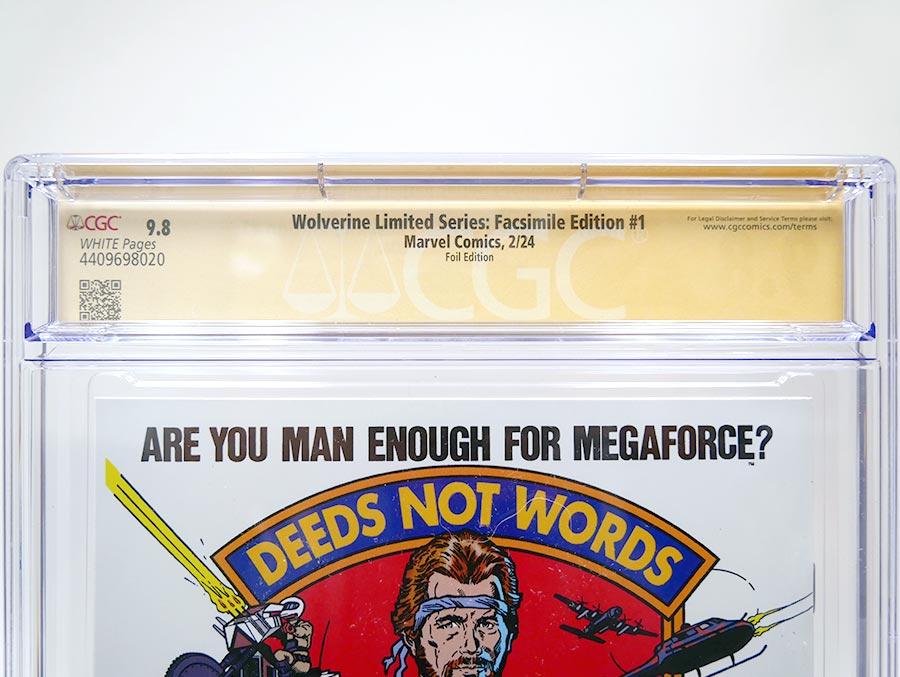 CGC 9.8
WHITE Pages
4409698020
Wolverine Limited Series: Facsimile Edition #1
Marvel Comics, 2/24
Foil Edition
For Legal Disclaimer and Service Terms please visit:
www.cgccomics.com/terms
CGC
ARE YOU MAN ENOUGH FOR MEGAFORCE?™
DEEDS NOT WORDS